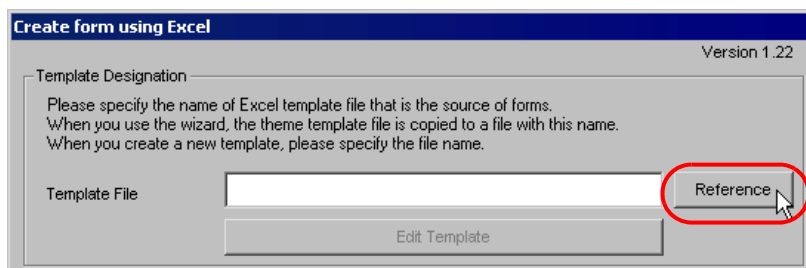 Create form using Excel
Version 1.22
Template Designation
Please specify the name of Excel template file that is the source of forms.
When you use the wizard, the theme template file is copied to a file with this name.
When you create a new template, please specify the file name.
Template File
Reference
Edit Template